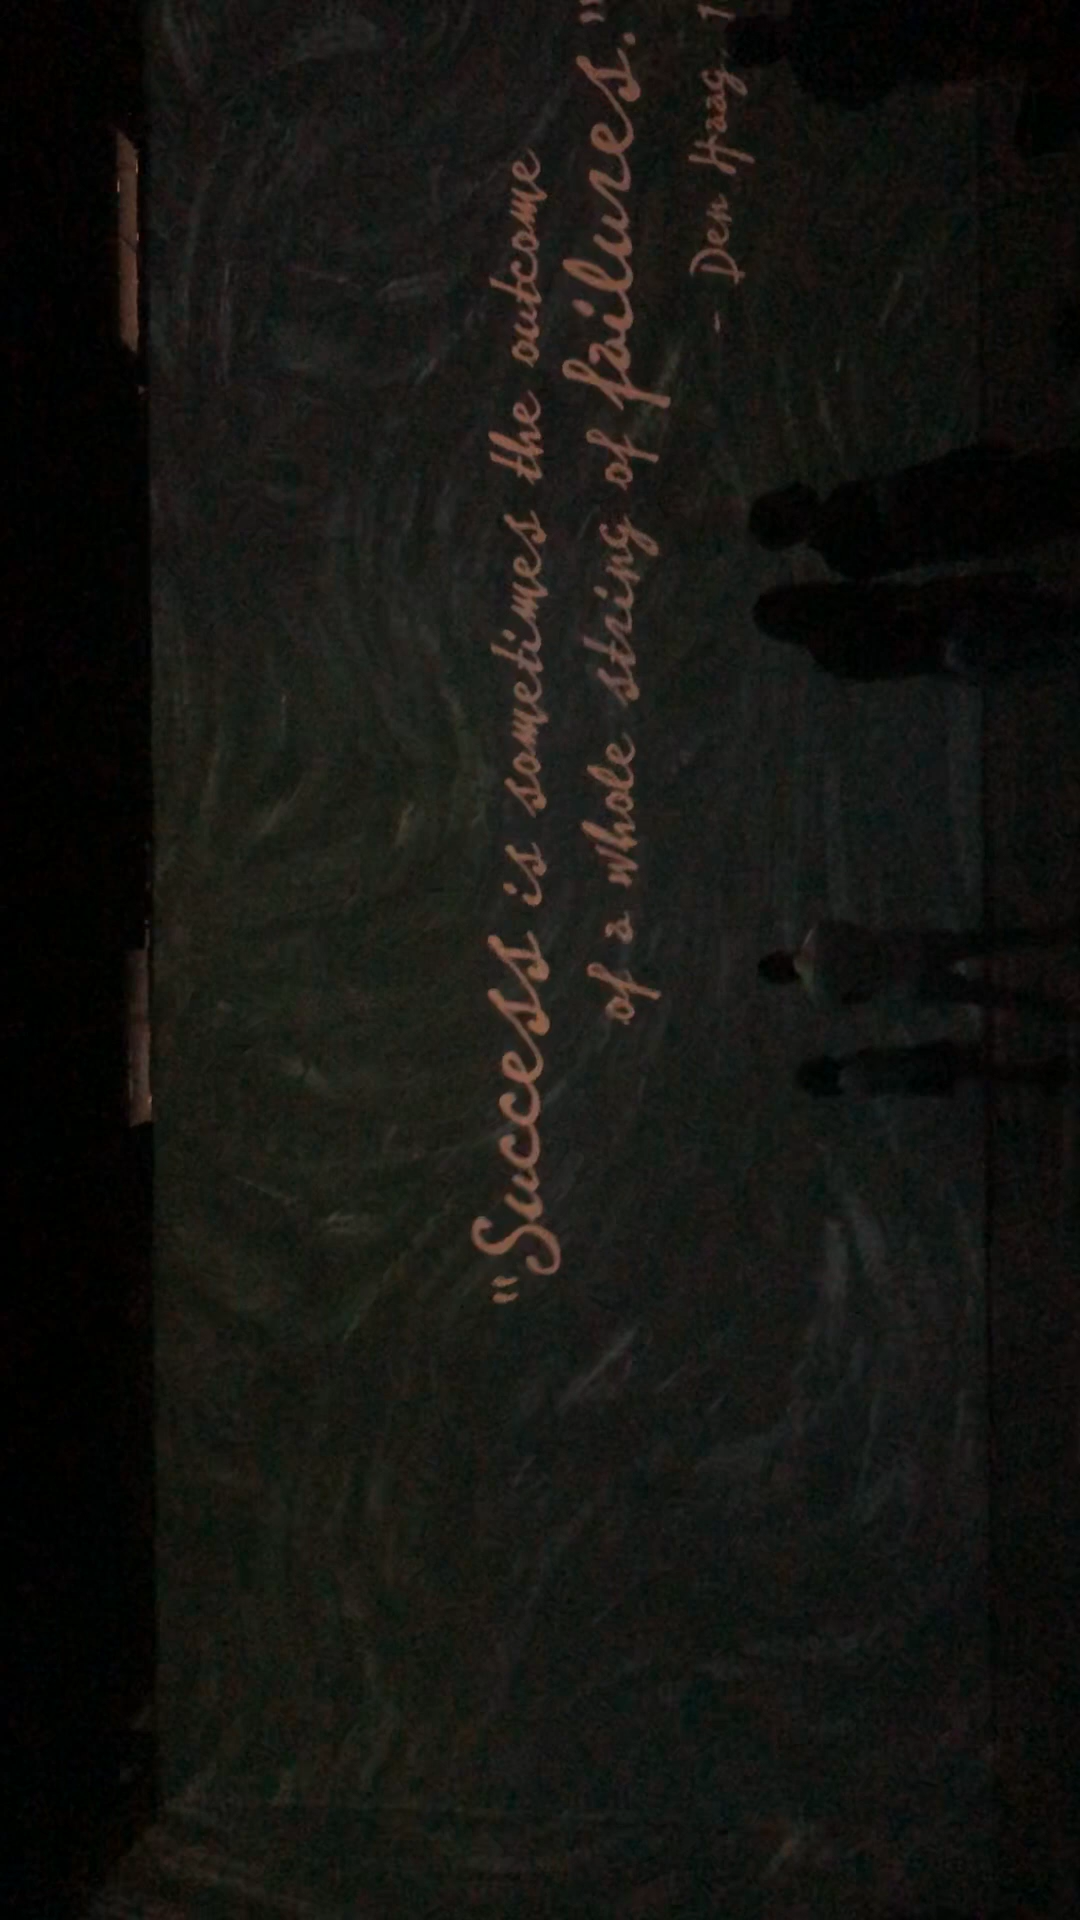 "Success is sometimes the outcome
of a whole string of failures."
- Den Haag,